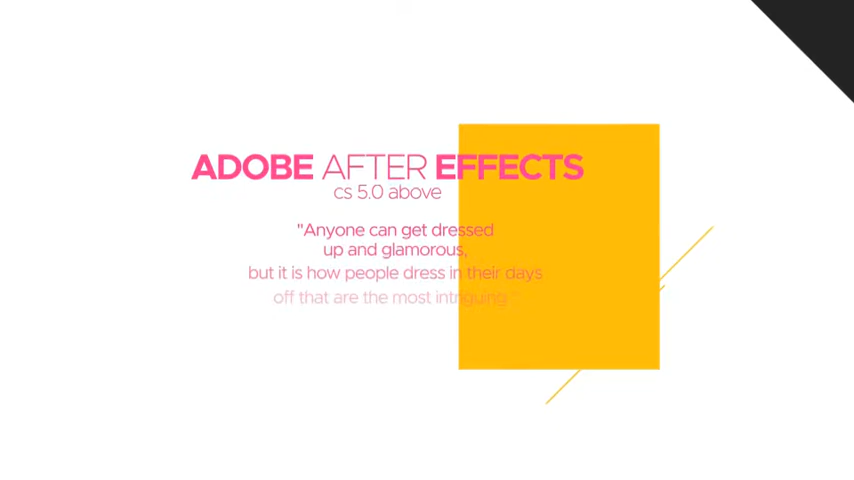 ADOBE AFTER EFFECTS
cs 5.0 above
"Anyone can get dressed
up and glamorous,
but it is how people dress in their days
off that are the most intriguing."